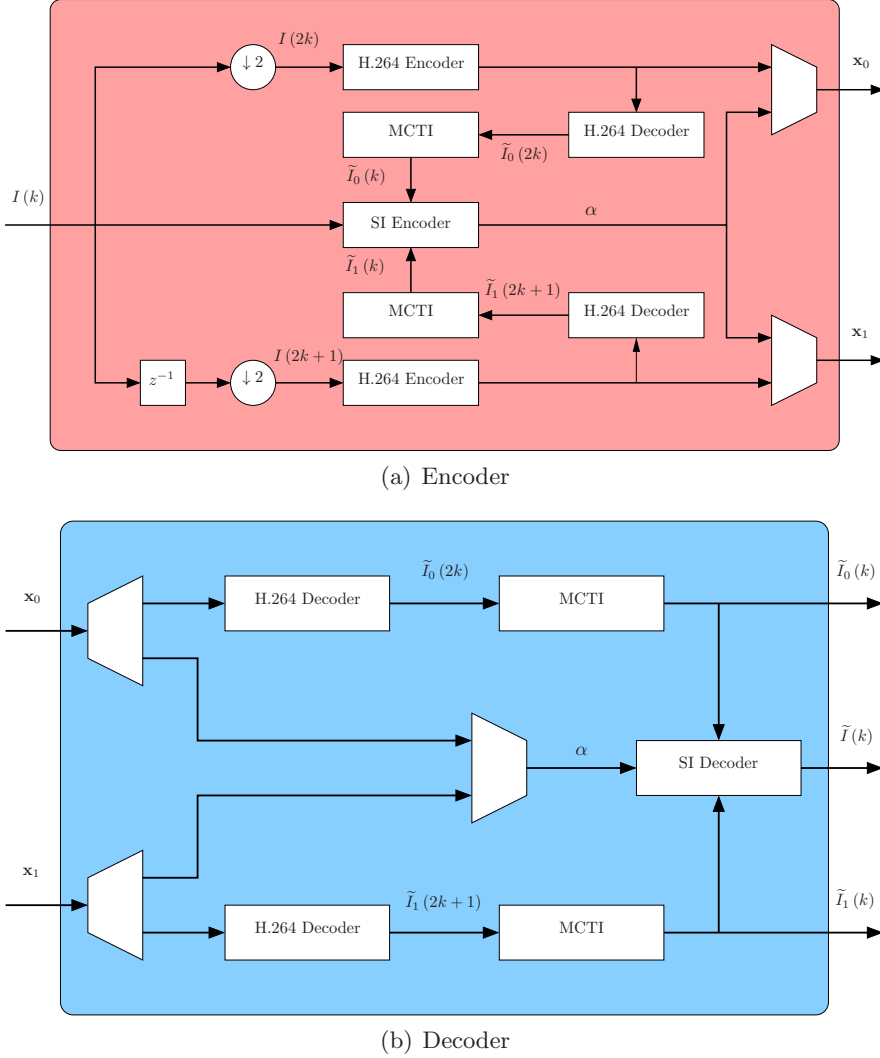 I (2k)
x₀
↓ 2
H.264 Encoder
MCTI
H.264 Decoder
Ĩ₀ (2k)
Ĩ₀ (k)
I (k)
SI Encoder
α
Ĩ₁ (k)
Ĩ₁ (2k+1)
MCTI
H.264 Decoder
x₁
I (2k+1)
z⁻¹
↓ 2
H.264 Encoder
(a) Encoder
Ĩ₀ (2k)
Ĩ₀ (k)
x₀
H.264 Decoder
MCTI
α
Ĩ (k)
SI Decoder
x₁
Ĩ₁ (2k+1)
Ĩ₁ (k)
H.264 Decoder
MCTI
(b) Decoder